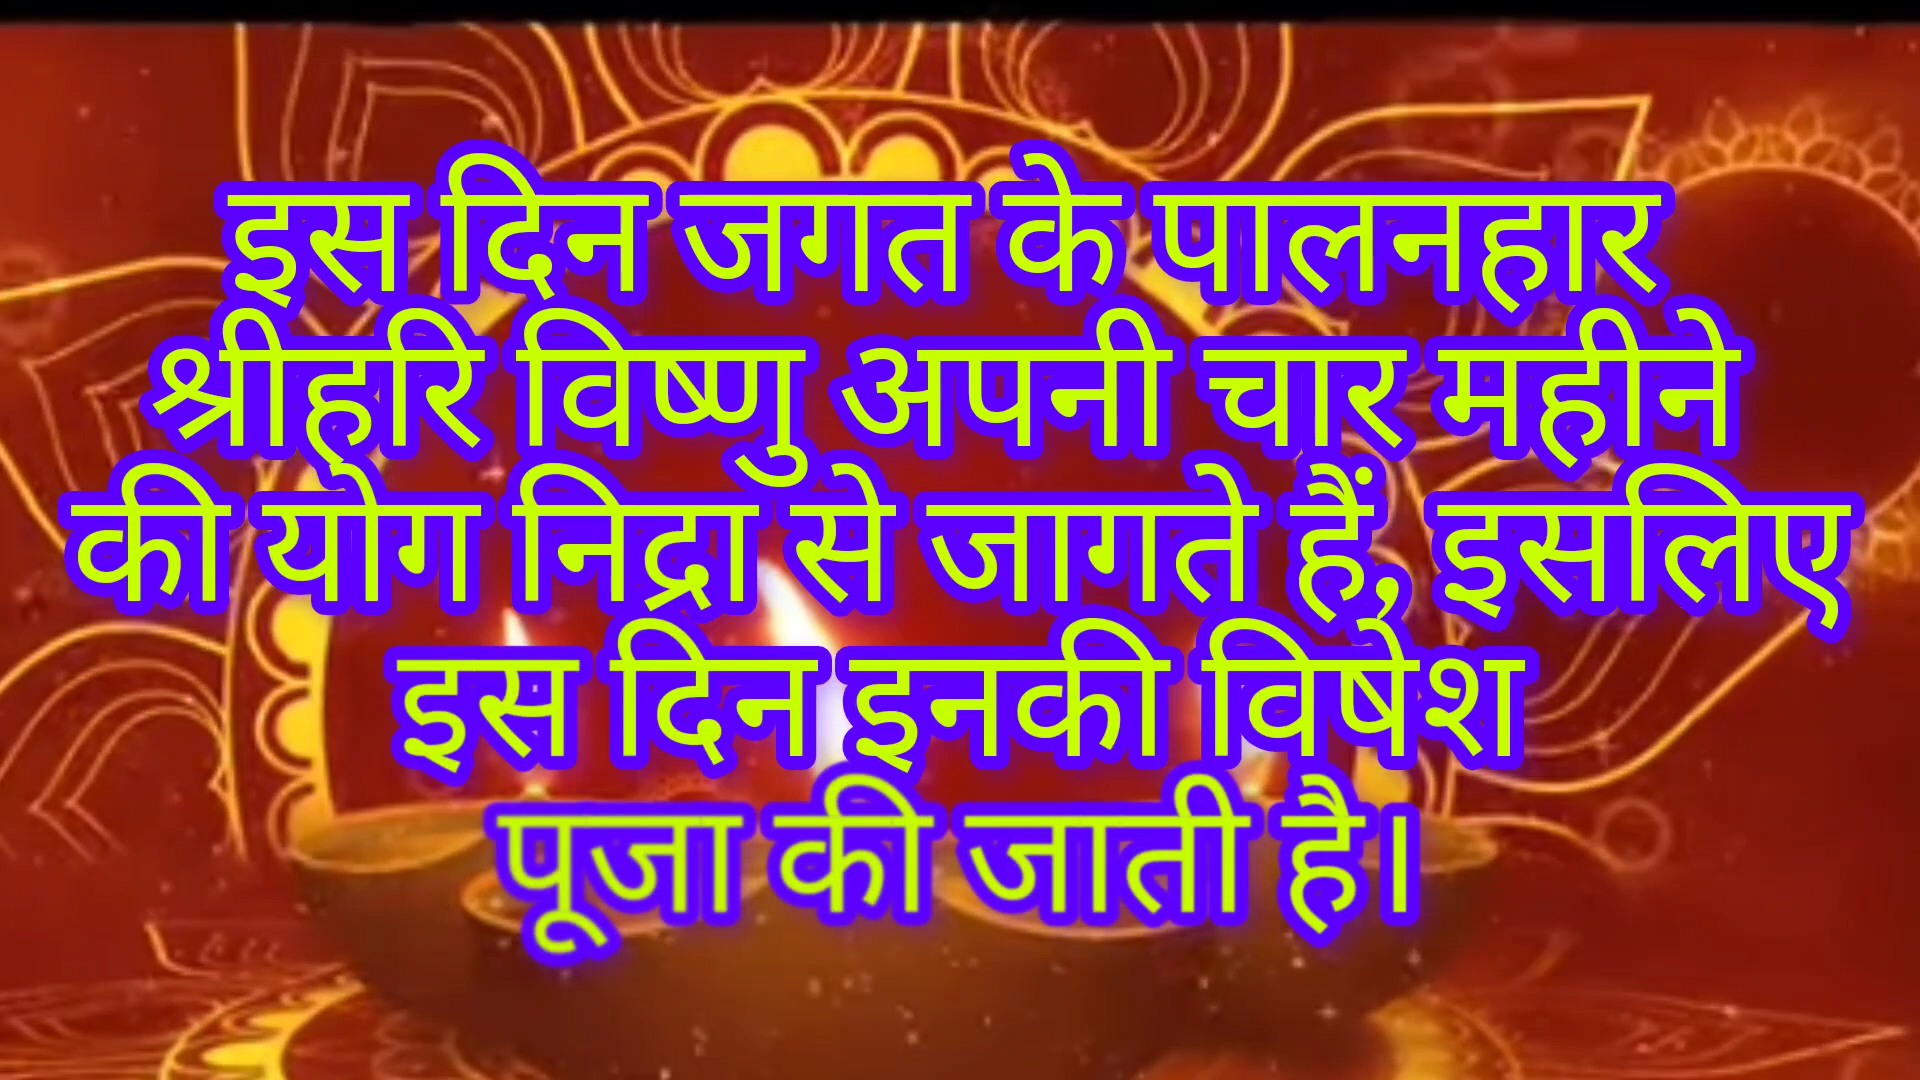 इस दिन जगत के पालनहार
श्रीहरि विष्णु अपनी चार महीने
की योग निद्रा से जागते हैं, इसलिए
इस दिन इनकी विषेश
पूजा की जाती है।